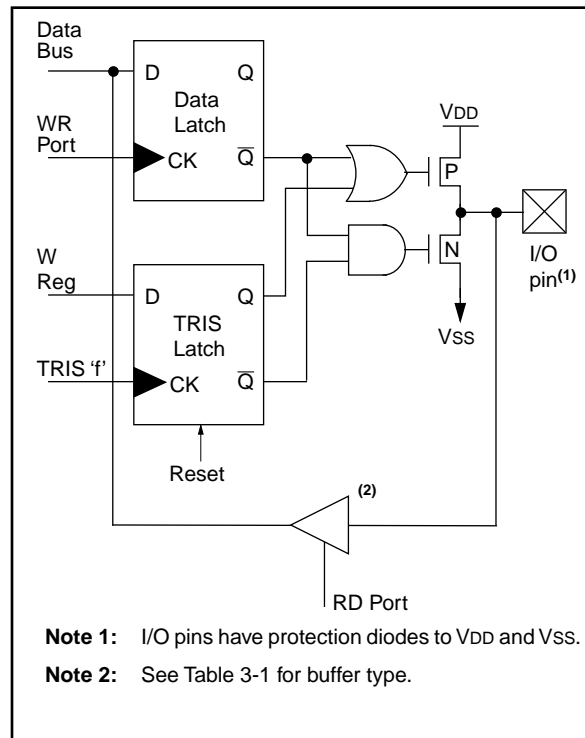 Data
Bus
D
Q
Data
Latch
WR
Port
CK
Q
VDD
P
N
I/O
pin(1)
VSS
W
Reg
D
Q
TRIS
Latch
TRIS 'f'
CK
Q
Reset
(2)
RD Port
Note 1: I/O pins have protection diodes to VDD and VSS.
Note 2: See Table 3-1 for buffer type.